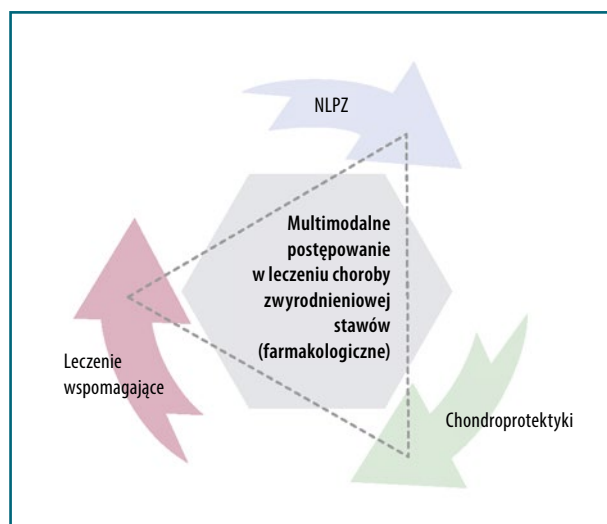 NLPZ
Multimodalne
postępowanie
w leczeniu choroby
zwyrodnieniowej
stawów
(farmakologiczne)
Leczenie
wspomagające
Chondroprotektyki